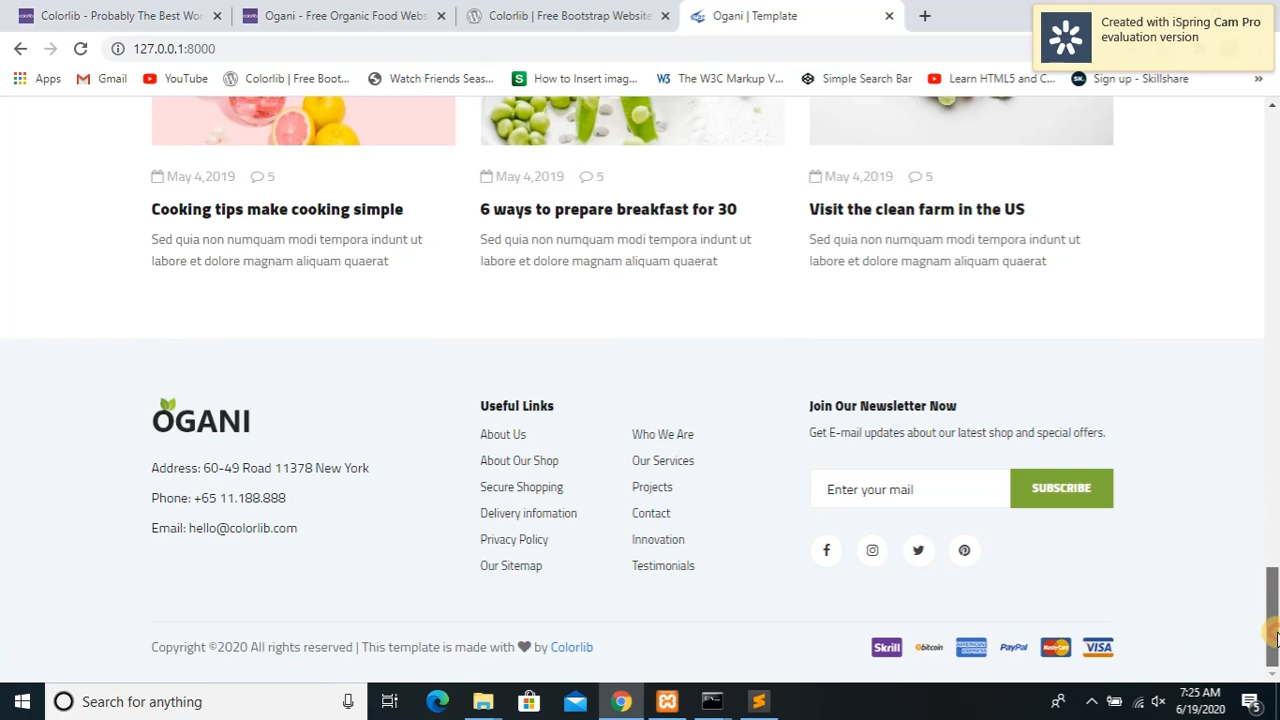 Colorlib - Probably The Best Wor
Ogani - Free Organic Food Webs
Colorlib | Free Bootstrap Website
Ogani | Template
Created with iSpring Cam Pro
evaluation version
127.0.0.1:8000
Apps
Gmail
YouTube
Colorlib | Free Boot...
Watch Friends Seas...
How to Insert imag...
The W3C Markup V...
Simple Search Bar
Learn HTML5 and C...
Sign up - Skillshare
May 4,2019 5
May 4,2019 5
May 4,2019 5
Cooking tips make cooking simple
6 ways to prepare breakfast for 30
Visit the clean farm in the US
Sed quia non numquam modi tempora indunt ut
labore et dolore magnam aliquam quaerat
Sed quia non numquam modi tempora indunt ut
labore et dolore magnam aliquam quaerat
Sed quia non numquam modi tempora indunt ut
labore et dolore magnam aliquam quaerat
OGANI
Address: 60-49 Road 11378 New York
Phone: +65 11.188.888
Email: hello@colorlib.com
Useful Links
About Us
About Our Shop
Secure Shopping
Delivery infomation
Privacy Policy
Our Sitemap
Who We Are
Our Services
Projects
Contact
Innovation
Testimonials
Join Our Newsletter Now
Get E-mail updates about our latest shop and special offers.
Enter your mail
SUBSCRIBE
Copyright ©2020 All rights reserved | This template is made with ❤ by Colorlib
Skrill
bitcoin
AMERICAN EXPRESS
PayPal
MasterCard
VISA
Search for anything
7:25 AM
6/19/2020
5